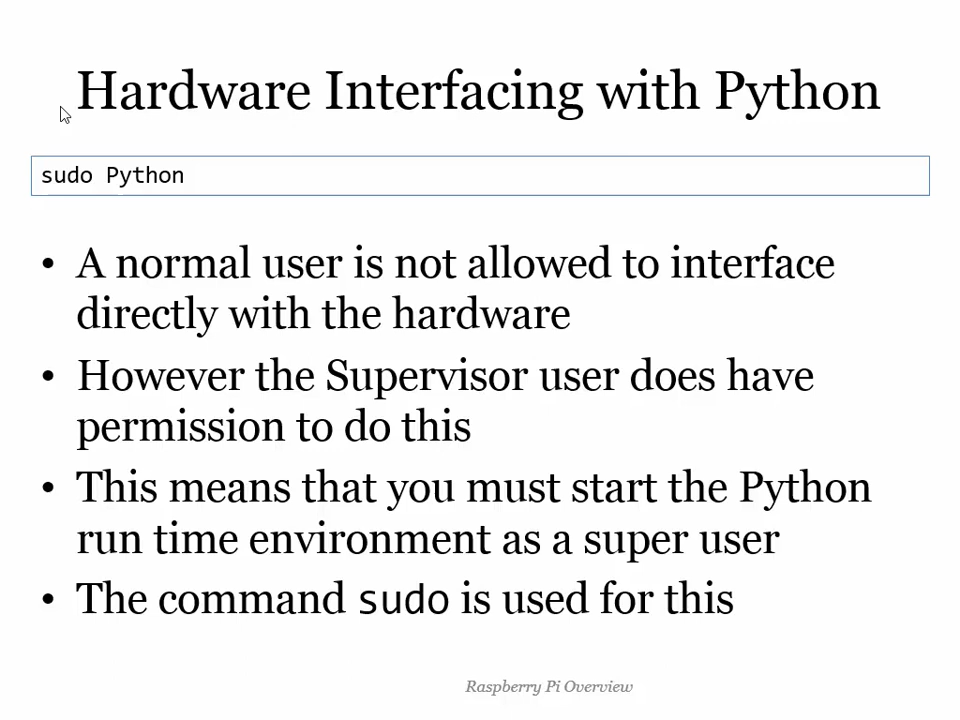 Hardware Interfacing with Python
sudo Python
• A normal user is not allowed to interface
directly with the hardware
• However the Supervisor user does have
permission to do this
• This means that you must start the Python
run time environment as a super user
• The command sudo is used for this
Raspberry Pi Overview